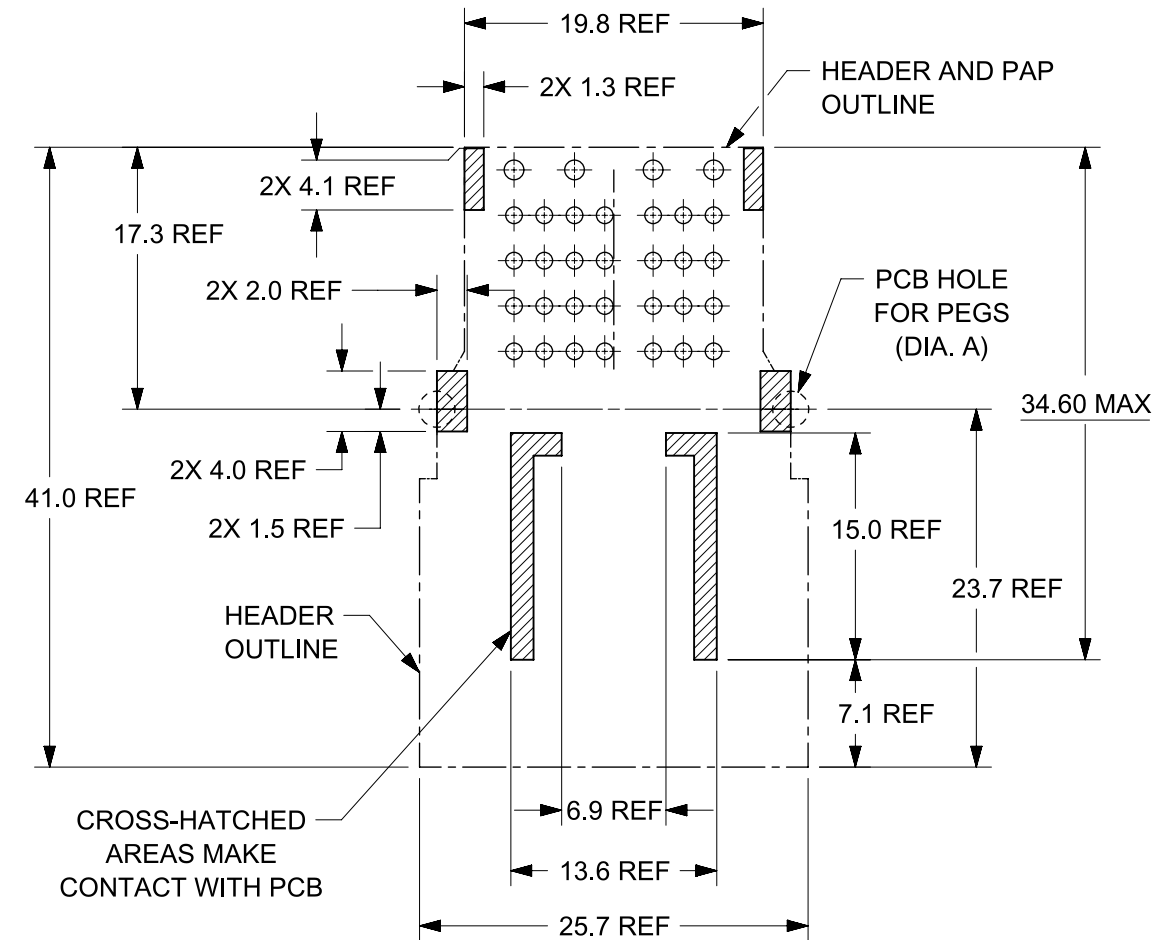 19.8 REF
2X 1.3 REF
HEADER AND PAP
OUTLINE
2X 4.1 REF
17.3 REF
2X 2.0 REF
PCB HOLE
FOR PEGS
(DIA. A)
34.60 MAX
2X 4.0 REF
41.0 REF
2X 1.5 REF
15.0 REF
23.7 REF
HEADER
OUTLINE
7.1 REF
6.9 REF
CROSS-HATCHED
AREAS MAKE
CONTACT WITH PCB
13.6 REF
25.7 REF